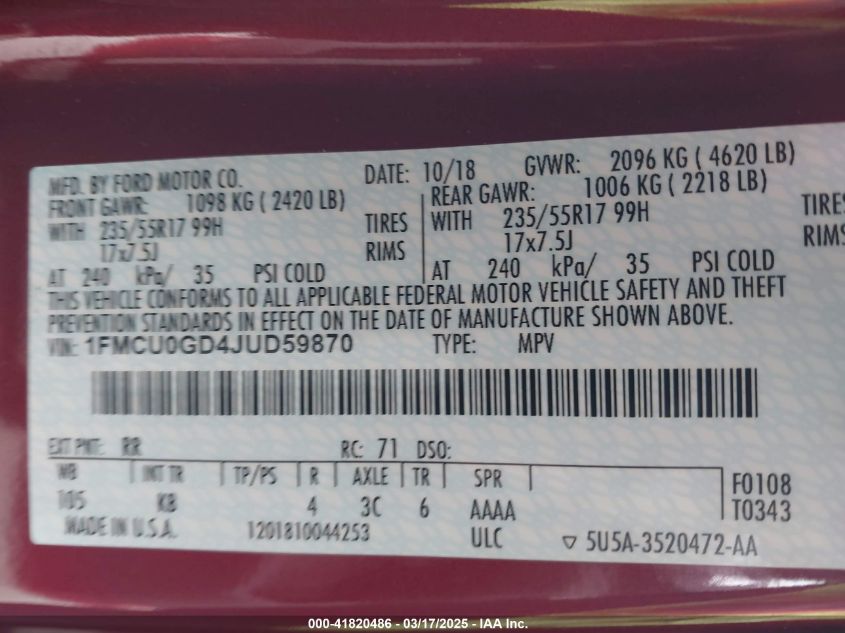 MFD. BY FORD MOTOR CO. DATE: 10/18 GVWR: 2096 KG ( 4620 LB)
FRONT GAWR: 1098 KG ( 2420 LB) REAR GAWR: 1006 KG ( 2218 LB)
WITH 235/55R17 99H TIRES WITH 235/55R17 99H TIRES
17x7.5J RIMS 17x7.5J RIMS
AT 240 kPa/ 35 PSI COLD AT 240 kPa/ 35 PSI COLD
THIS VEHICLE CONFORMS TO ALL APPLICABLE FEDERAL MOTOR VEHICLE SAFETY AND THEFT
PREVENTION STANDARDS IN EFFECT ON THE DATE OF MANUFACTURE SHOWN ABOVE.
VIN: 1FMCU0GD4JUD59870 TYPE: MPV
EXT PNT: RR RC: 71 DSO:
WB INT TR TP/PS R AXLE TR SPR
105 KB 4 3C 6 AAAA F0108
T0343
MADE IN U.S.A. 1201810044253 ULC ▽ 5U5A-3520472-AA
000-41820486 - 03/17/2025 - IAA Inc.